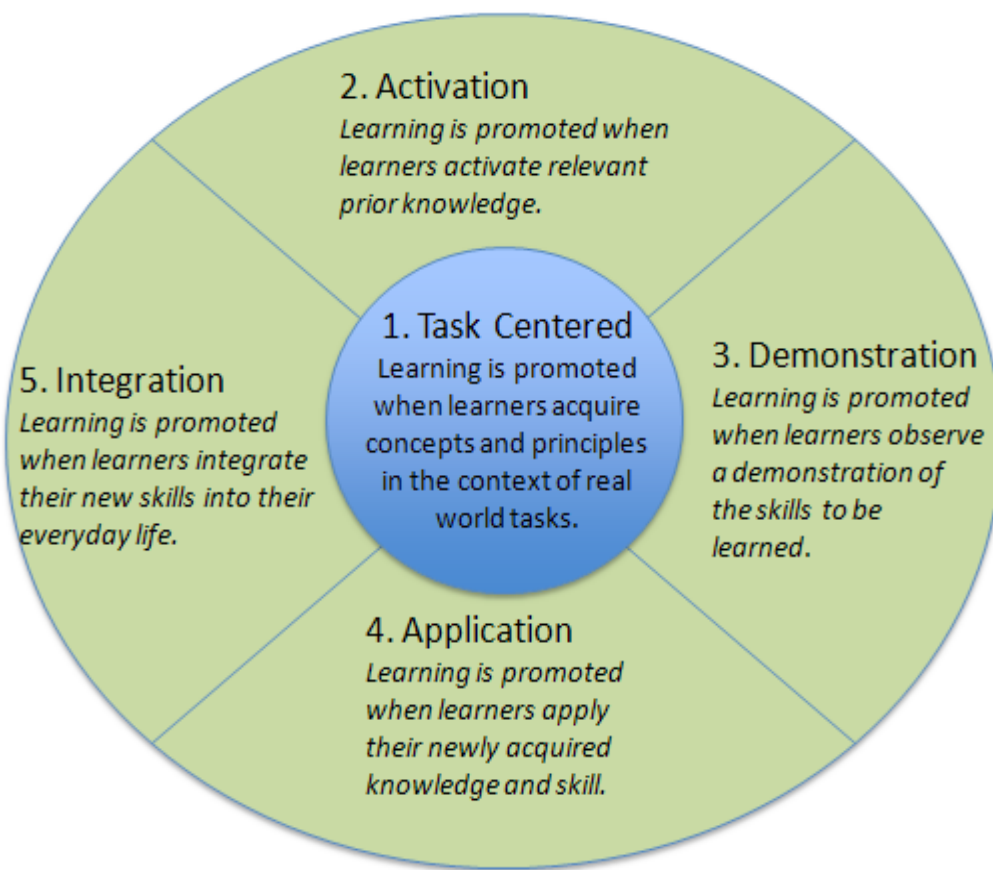 2. Activation
Learning is promoted when
learners activate relevant
prior knowledge.
1. Task Centered
Learning is promoted
when learners acquire
concepts and principles
in the context of real
world tasks.
3. Demonstration
Learning is promoted
when learners observe
a demonstration of
the skills to be
learned.
4. Application
Learning is promoted
when learners apply
their newly acquired
knowledge and skill.
5. Integration
Learning is promoted
when learners integrate
their new skills into their
everyday life.